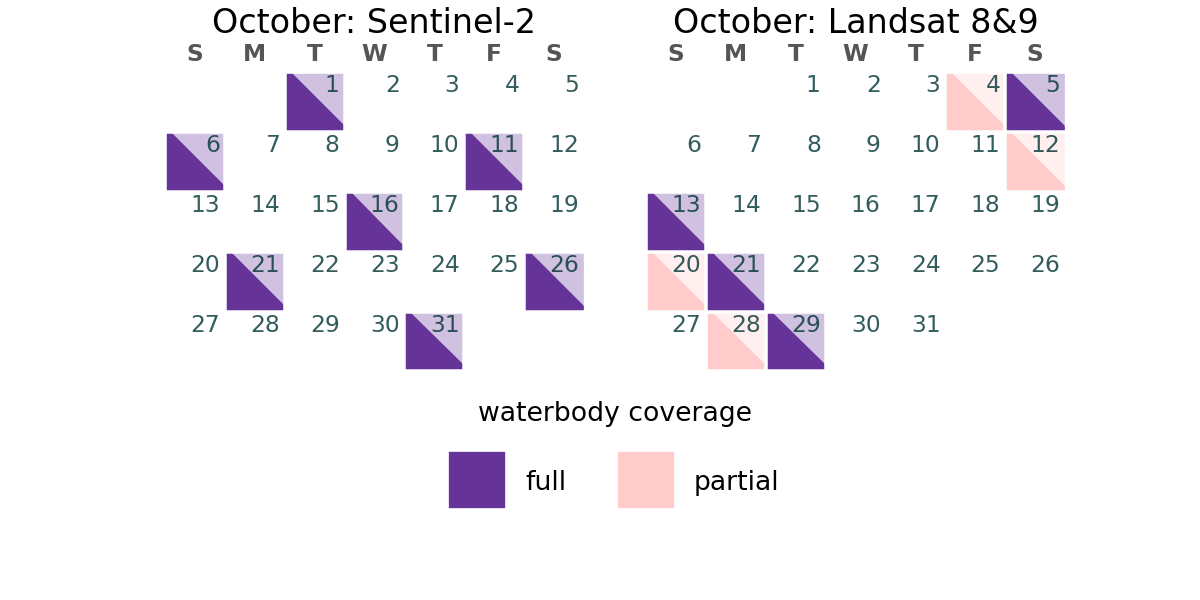 October: Sentinel-2
S M T W T F S
1 2 3 4 5
6 7 8 9 10 11 12
13 14 15 16 17 18 19
20 21 22 23 24 25 26
27 28 29 30 31
October: Landsat 8&9
S M T W T F S
1 2 3 4 5
6 7 8 9 10 11 12
13 14 15 16 17 18 19
20 21 22 23 24 25 26
27 28 29 30 31
waterbody coverage
full partial